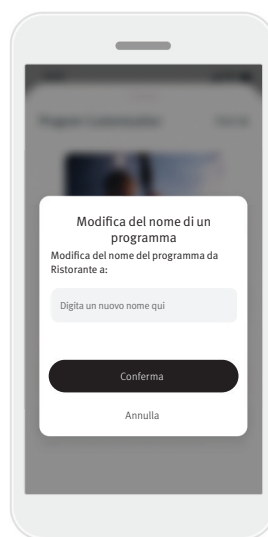 Modifica del nome di un
programma
Modifica del nome del programma da
Ristorante a:
Digita un nuovo nome qui
Conferma
Annulla